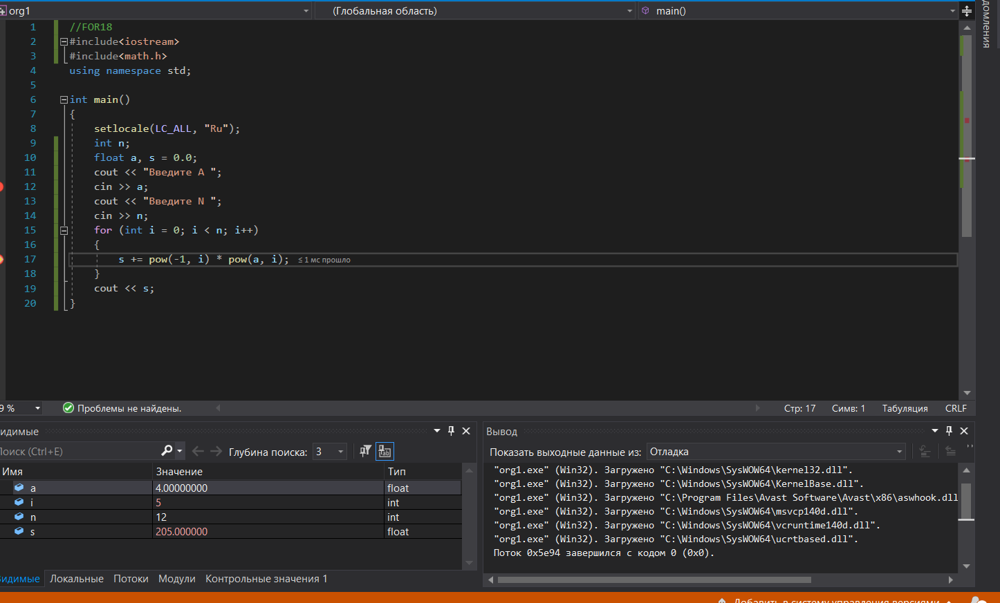 org1 (Глобальная область) main()
домления
1 //FOR18
2 #include<iostream>
3 #include<math.h>
4 using namespace std;
5
6 int main()
7 {
8 setlocale(LC_ALL, "Ru");
9 int n;
10 float a, s = 0.0;
11 cout << "Введите A ";
12 cin >> a;
13 cout << "Введите N ";
14 cin >> n;
15 for (int i = 0; i < n; i++)
16 {
17 s += pow(-1, i) * pow(a, i); ≤ 1 мс прошло
18 }
19 cout << s;
20 }
9 % Проблемы не найдены. Стр: 17 Симв: 1 Табуляция CRLF
идимые
Поиск (Ctrl+E) Глубина поиска: 3
Имя Значение Тип
a 4.00000000 float
i 5 int
n 12 int
s 205.000000 float
Видимые Локальные Потоки Модули Контрольные значения 1
Вывод
Показать выходные данные из: Отладка
"org1.exe" (Win32). Загружено "C:\Windows\SysWOW64\kernel32.dll".
"org1.exe" (Win32). Загружено "C:\Windows\SysWOW64\KernelBase.dll".
"org1.exe" (Win32). Загружено "C:\Program Files\Avast Software\Avast\x86\aswhook.dll
"org1.exe" (Win32). Загружено "C:\Windows\SysWOW64\msvcp140d.dll".
"org1.exe" (Win32). Загружено "C:\Windows\SysWOW64\vcruntime140d.dll".
"org1.exe" (Win32). Загружено "C:\Windows\SysWOW64\ucrtbased.dll".
Поток 0x5e94 завершился с кодом 0 (0x0).
Добавить в систему управления версиями